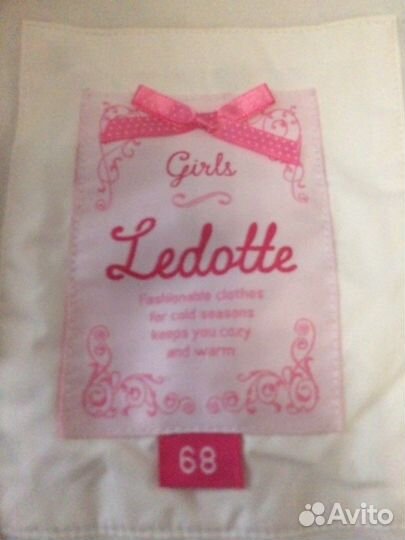 Girls
Ledotte
Fashionable clothes
for cold seasons
keeps you cozy
and warm
68
Avito